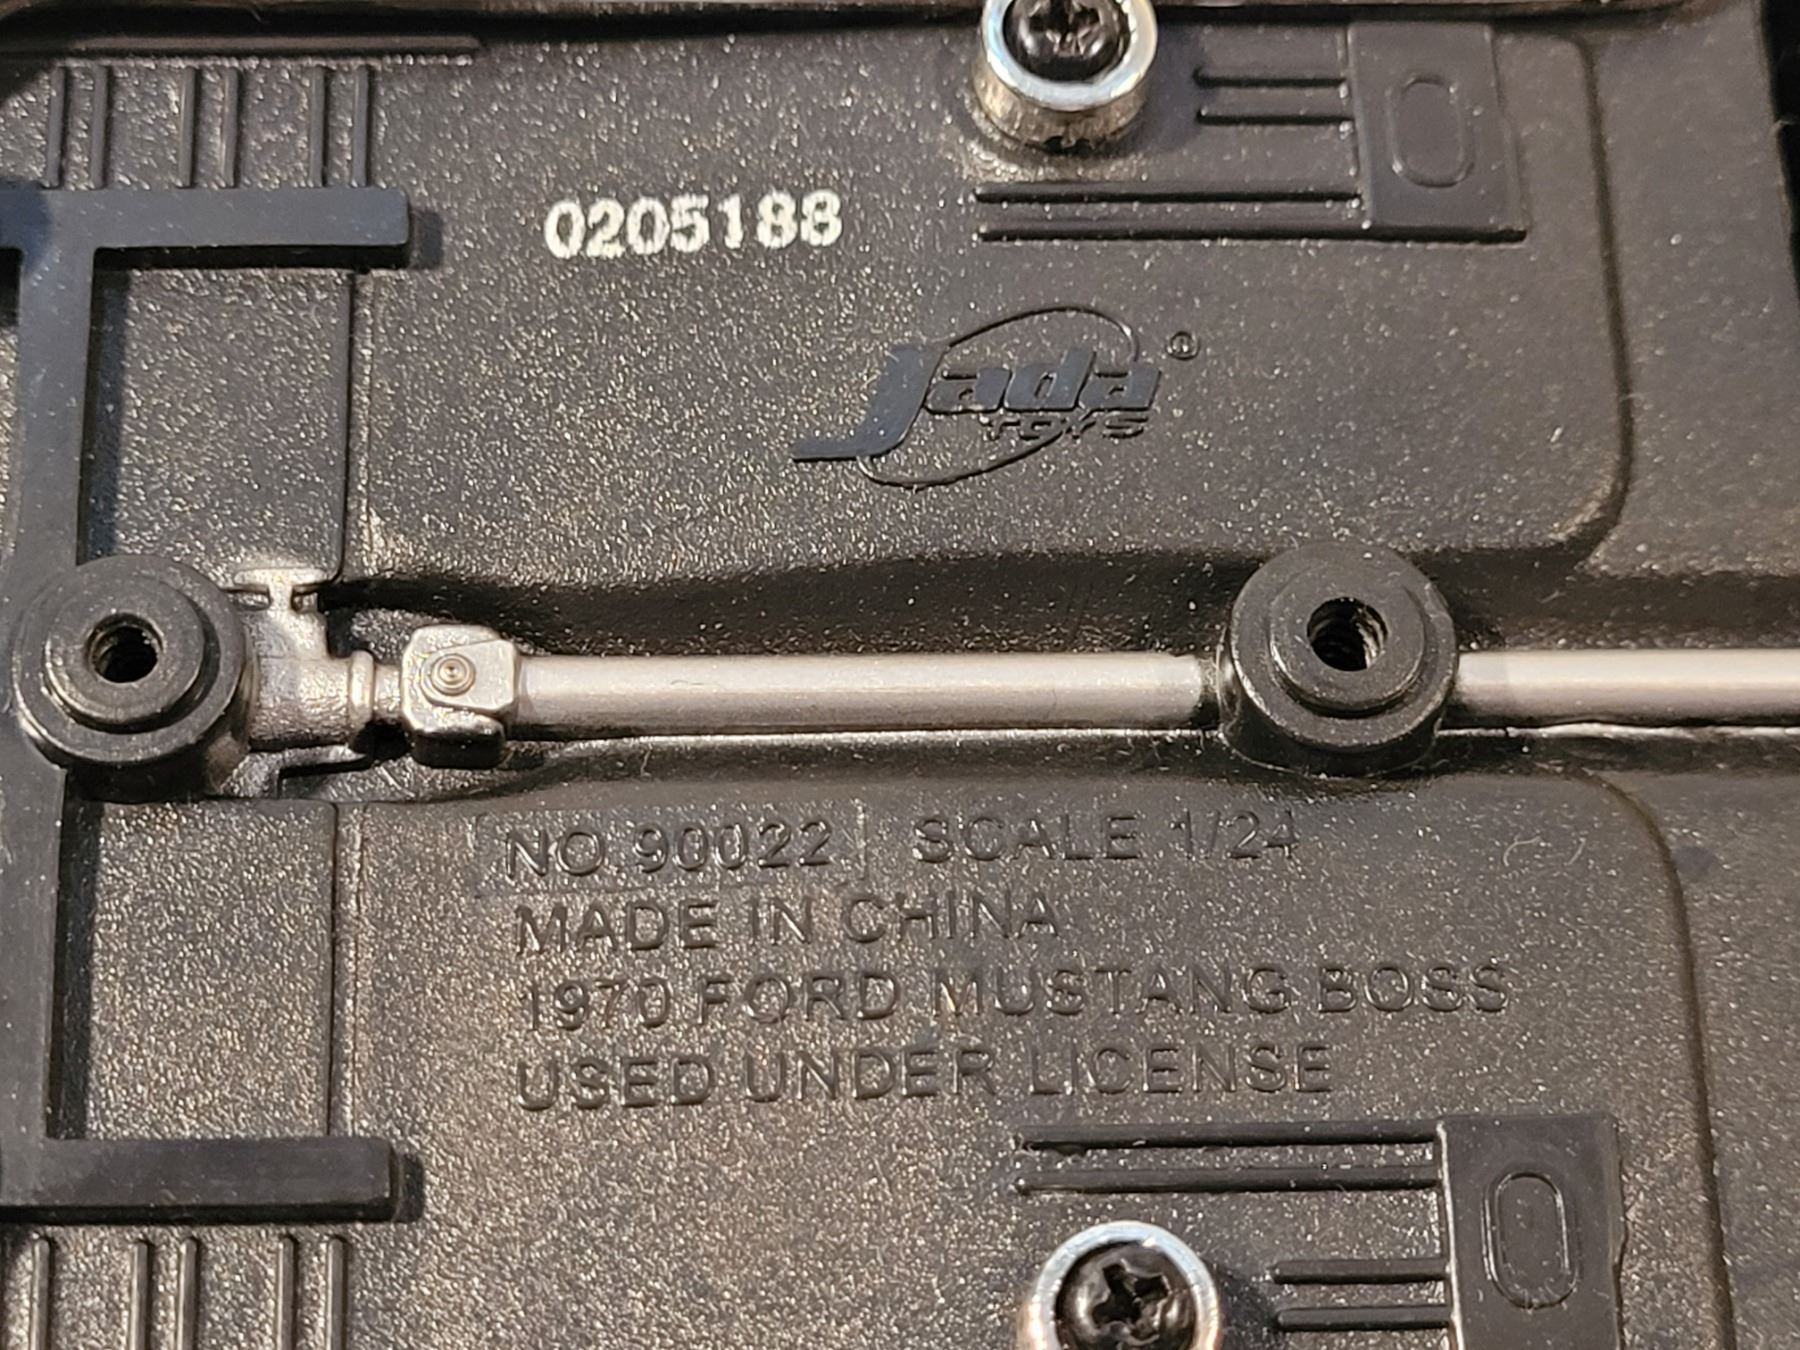 0205188
Jada ®
TOYS
NO.90022 SCALE 1/24
MADE IN CHINA
1970 FORD MUSTANG BOSS
USED UNDER LICENSE